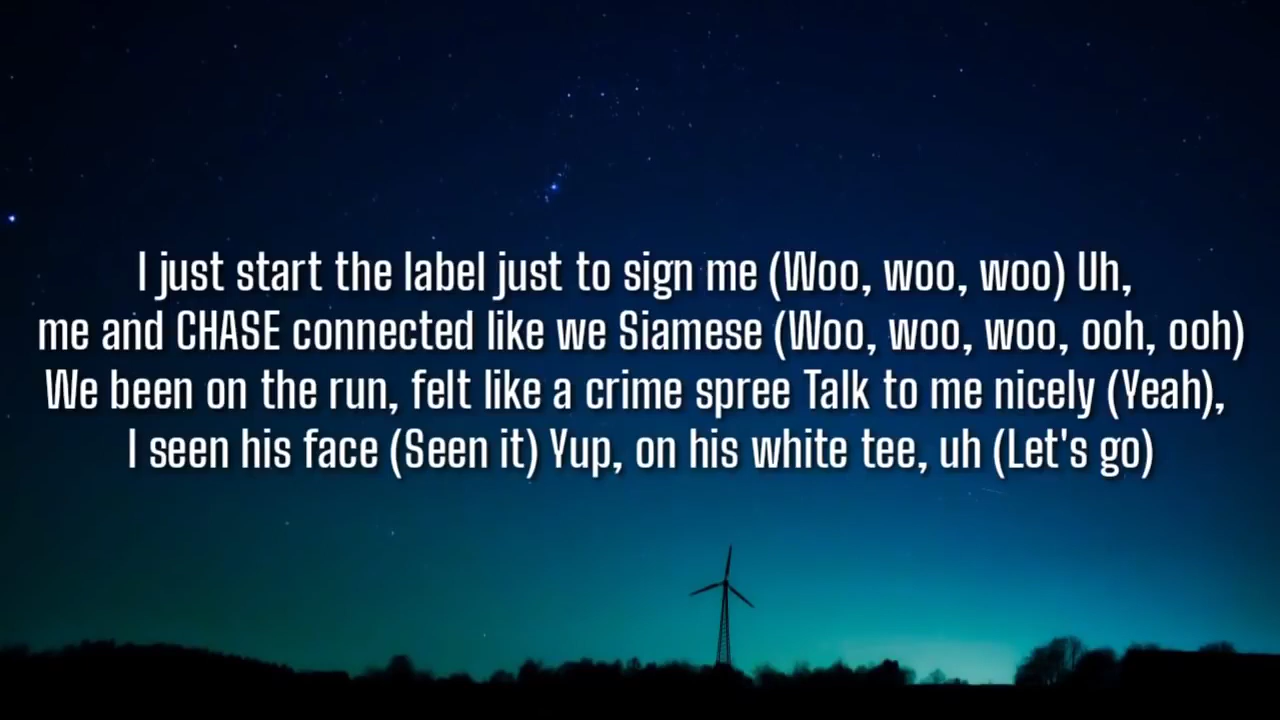 I just start the label just to sign me (Woo, woo, woo) Uh,
me and CHASE connected like we Siamese (Woo, woo, woo, ooh, ooh)
We been on the run, felt like a crime spree Talk to me nicely (Yeah),
I seen his face (Seen it) Yup, on his white tee, uh (Let's go)